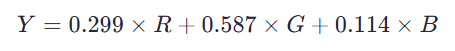 Y = 0.299 × R + 0.587 × G + 0.114 × B